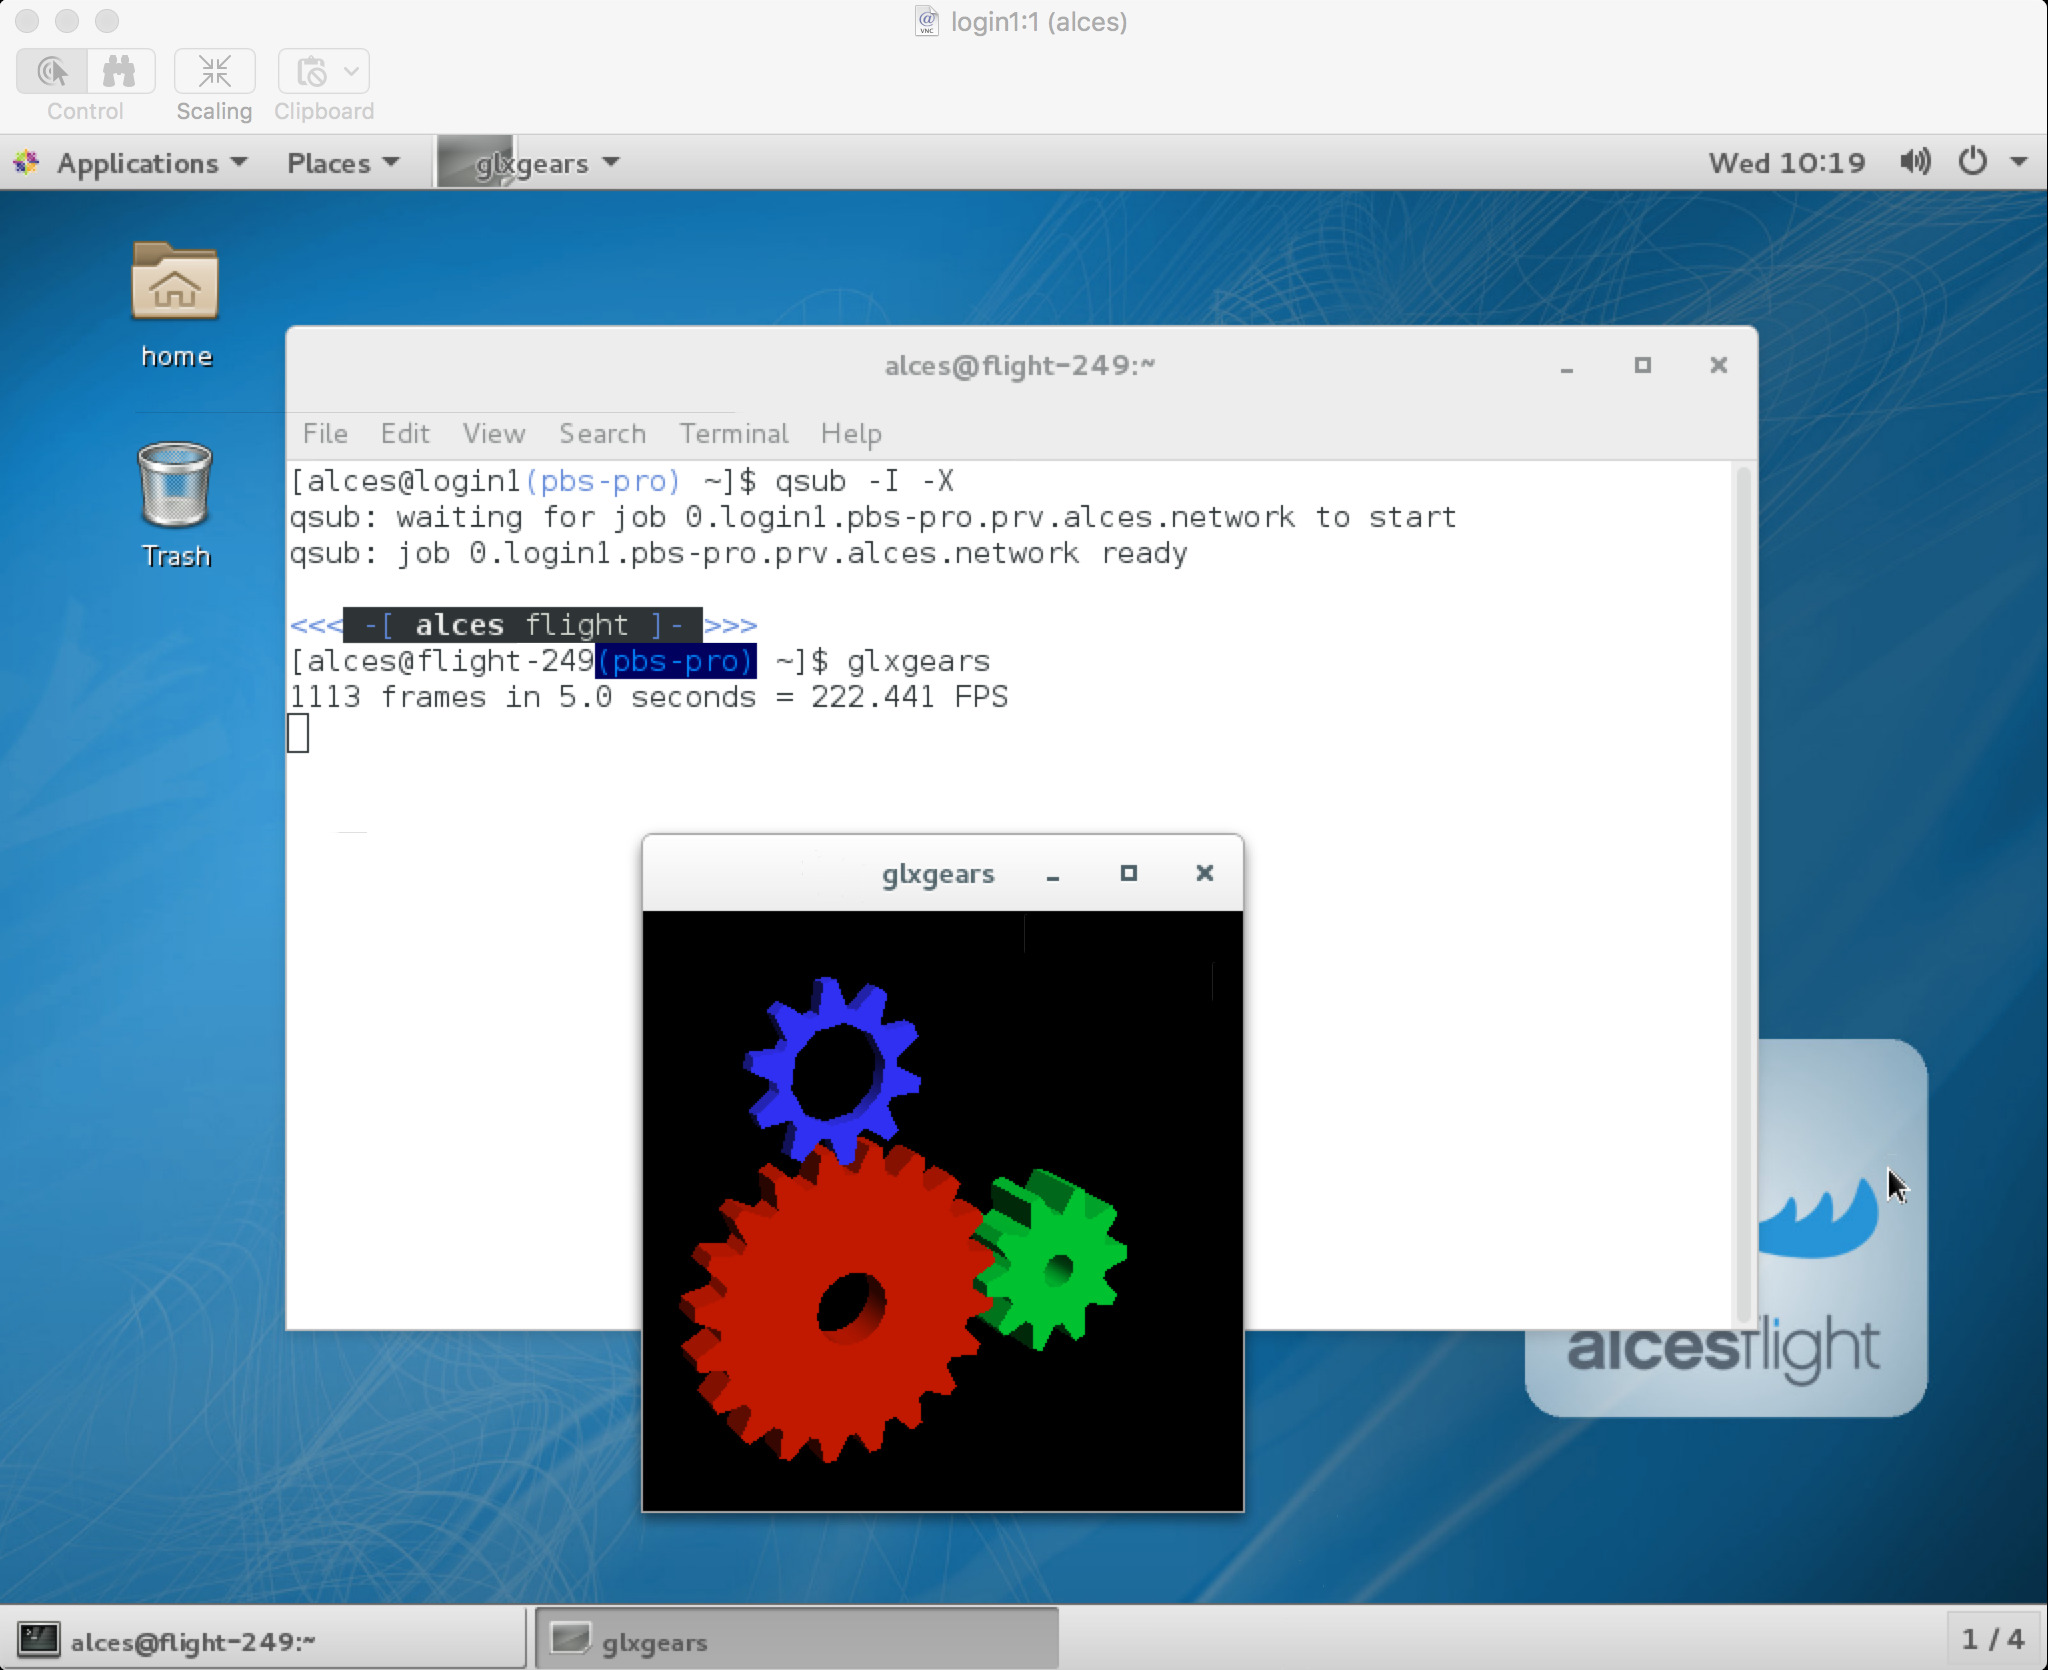 login1:1 (alces)
Control
Scaling
Clipboard
Applications
Places
glxgears
Wed 10:19
home
Trash
alces@flight-249:~
File Edit View Search Terminal Help
[alces@login1(pbs-pro) ~]$ qsub -I -X
qsub: waiting for job 0.login1.pbs-pro.prv.alces.network to start
qsub: job 0.login1.pbs-pro.prv.alces.network ready
<<< -[ alces flight ]- >>>
[alces@flight-249(pbs-pro) ~]$ glxgears
1113 frames in 5.0 seconds = 222.441 FPS
glxgears
alcesflight
alces@flight-249:~
glxgears
1 / 4